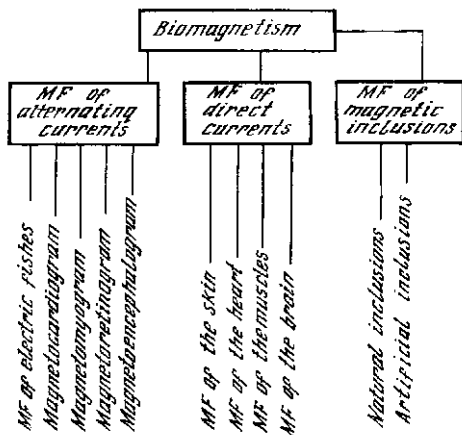 Biomagnetism
MF of
alternating
currents
MF of
direct
currents
MF of
magnetic
inclusions
MF of electric fishes
Magnetocardiogram
Magnetomyogram
Magnetoretinogram
Magnetoencephalogram
MF of the skin
MF of the heart
MF of the muscles
MF of the brain
Natural inclusions
Artificial inclusions